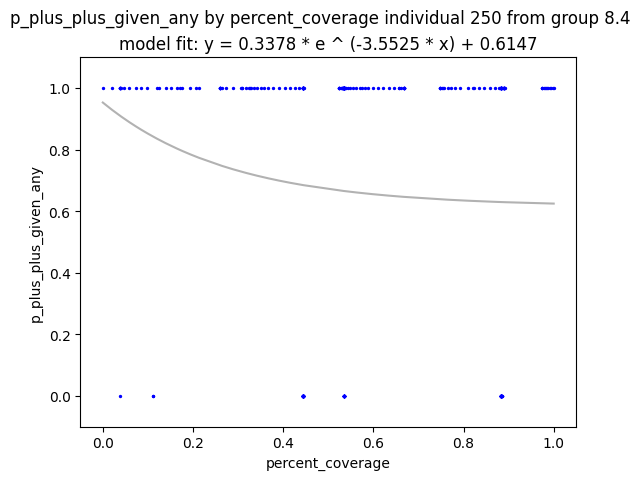 p_plus_plus_given_any by percent_coverage individual 250 from group 8.4
model fit: y = 0.3378 * e ^ (-3.5525 * x) + 0.6147
1.0
0.8
0.6
0.4
0.2
0.0
p_plus_plus_given_any
0.0 0.2 0.4 0.6 0.8 1.0
percent_coverage